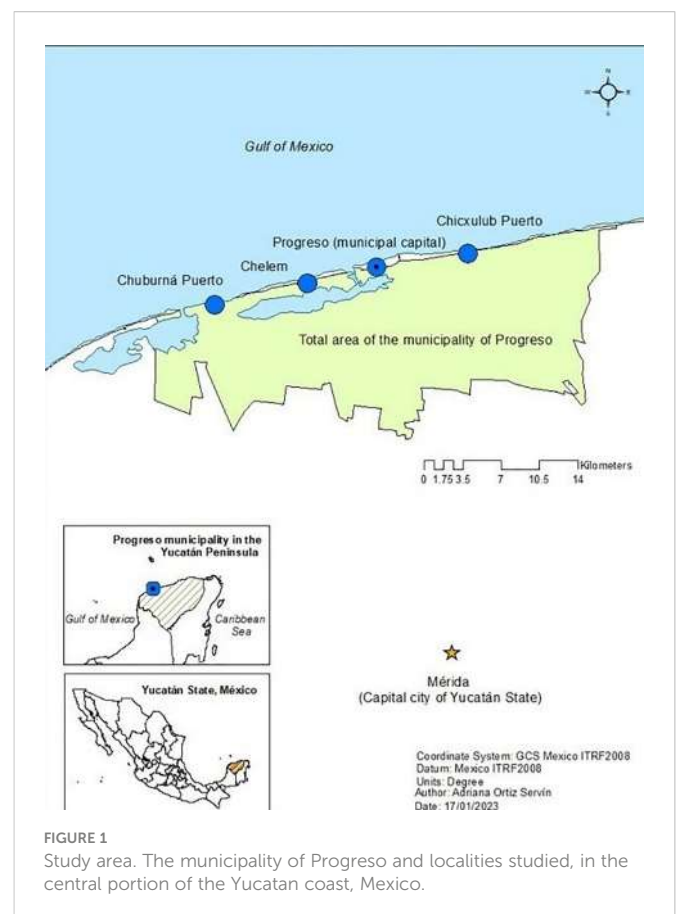 N
W
E
S
Gulf of Mexico
Chicxulub Puerto
Progreso (municipal capital)
Chelem
Chuburná Puerto
Total area of the municipality of Progreso
Kilometers
0 1.75 3.5 7 10.5 14
Progreso municipality in the
Yucatán Peninsula
Gulf of Mexico
Caribbean
Sea
Yucatán State, México
Mérida
(Capital city of Yucatán State)
Coordinate System: GCS Mexico ITRF2008
Datum: Mexico ITRF2008
Units: Degree
Author: Adriana Ortiz Servín
Date: 17/01/2023
FIGURE 1
Study area. The municipality of Progreso and localities studied, in the
central portion of the Yucatan coast, Mexico.